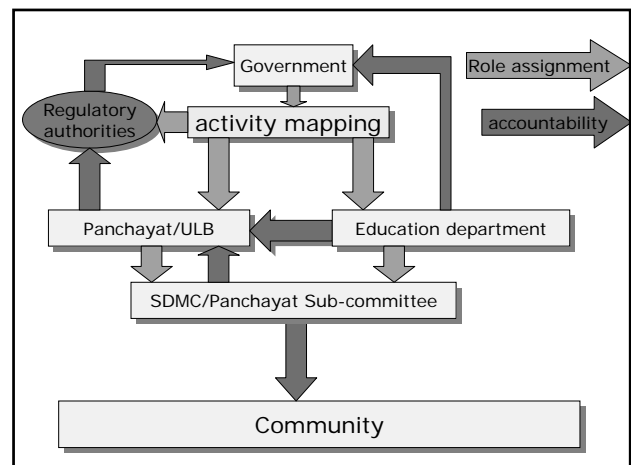 Government
Role assignment
Regulatory
authorities
activity mapping
accountability
Panchayat/ULB
Education department
SDMC/Panchayat Sub-committee
Community